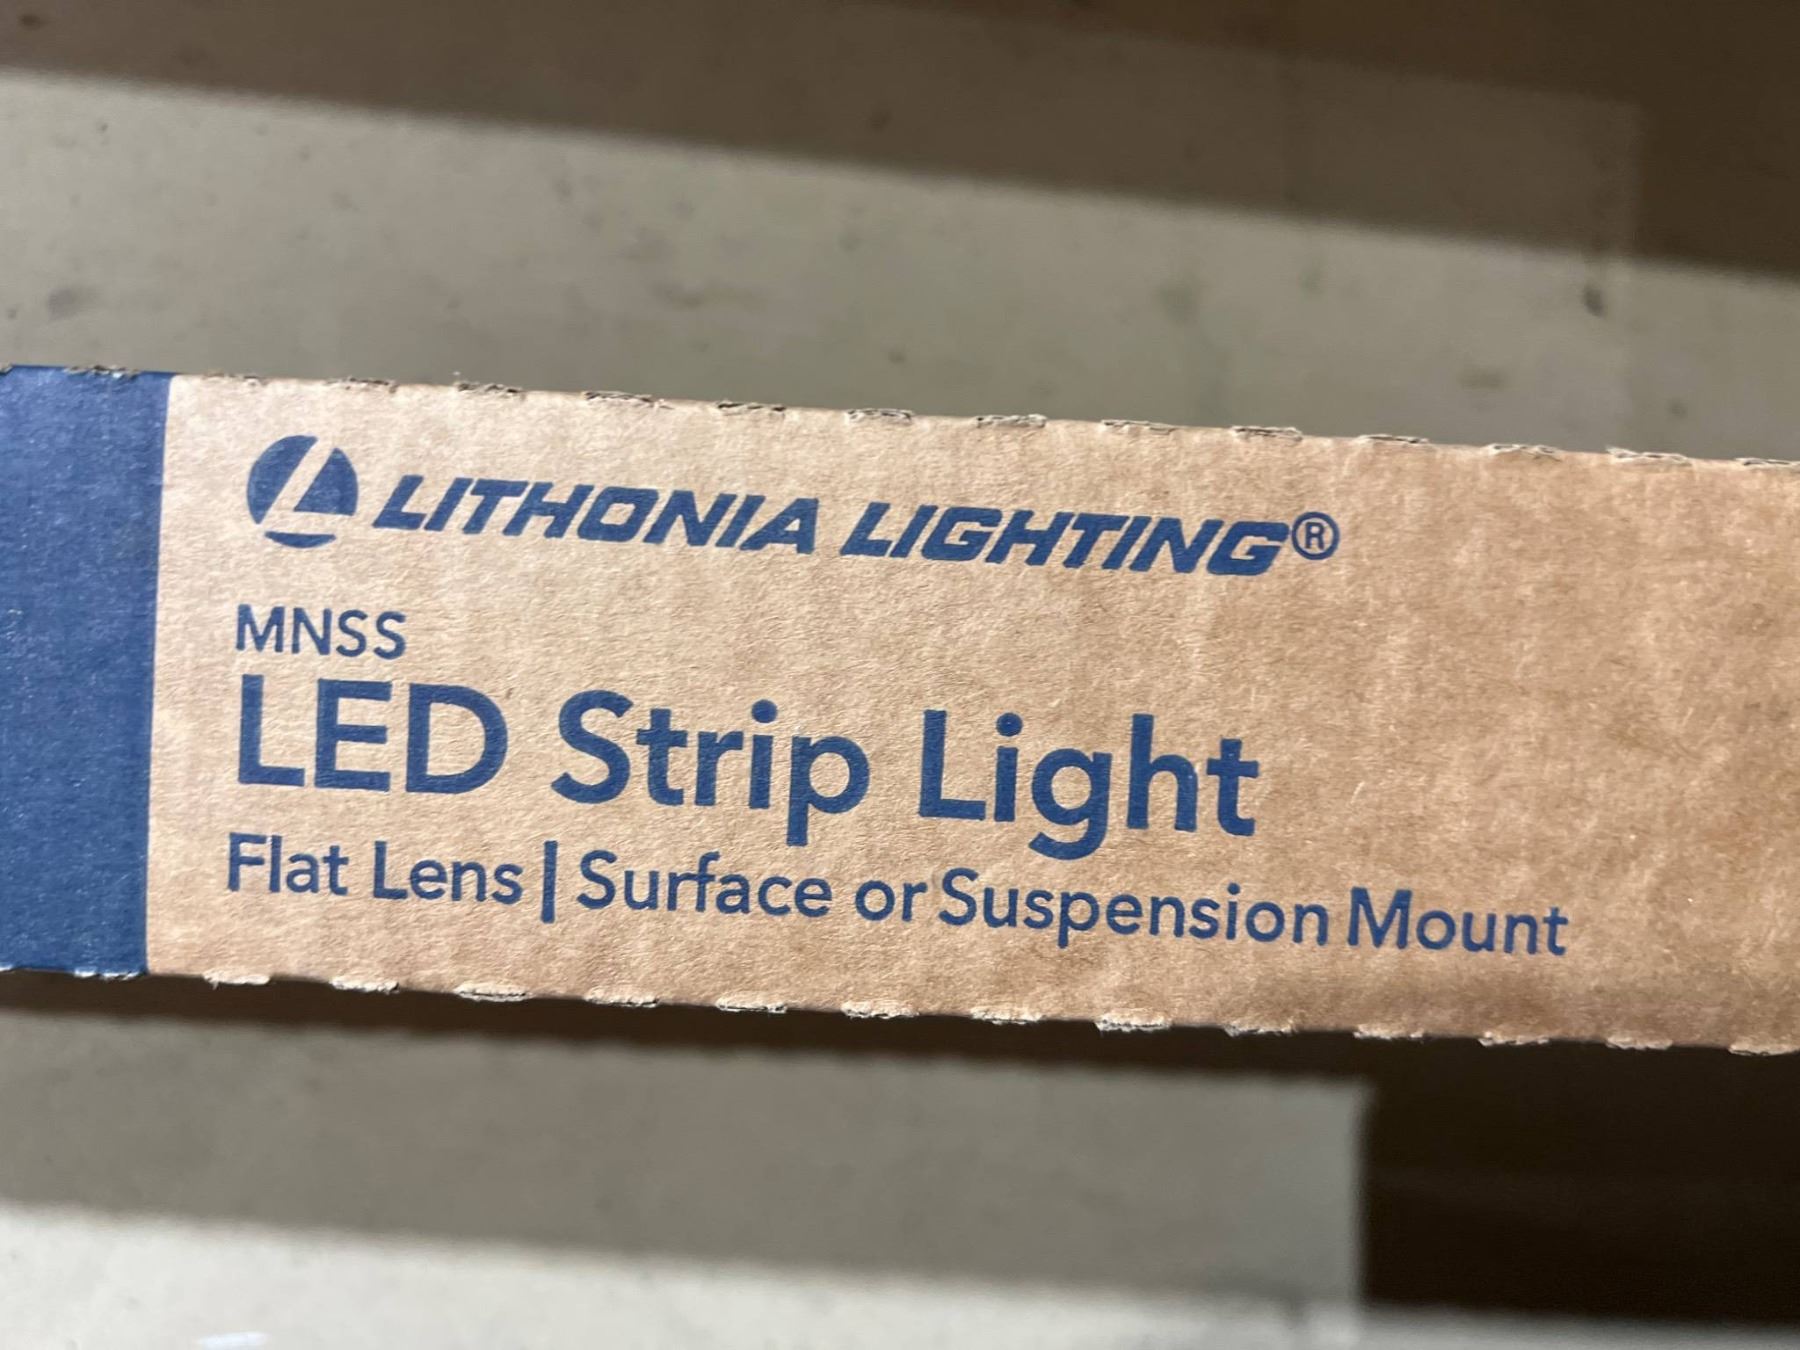 LITHONIA LIGHTING®
MNSS
LED Strip Light
Flat Lens | Surface or Suspension Mount